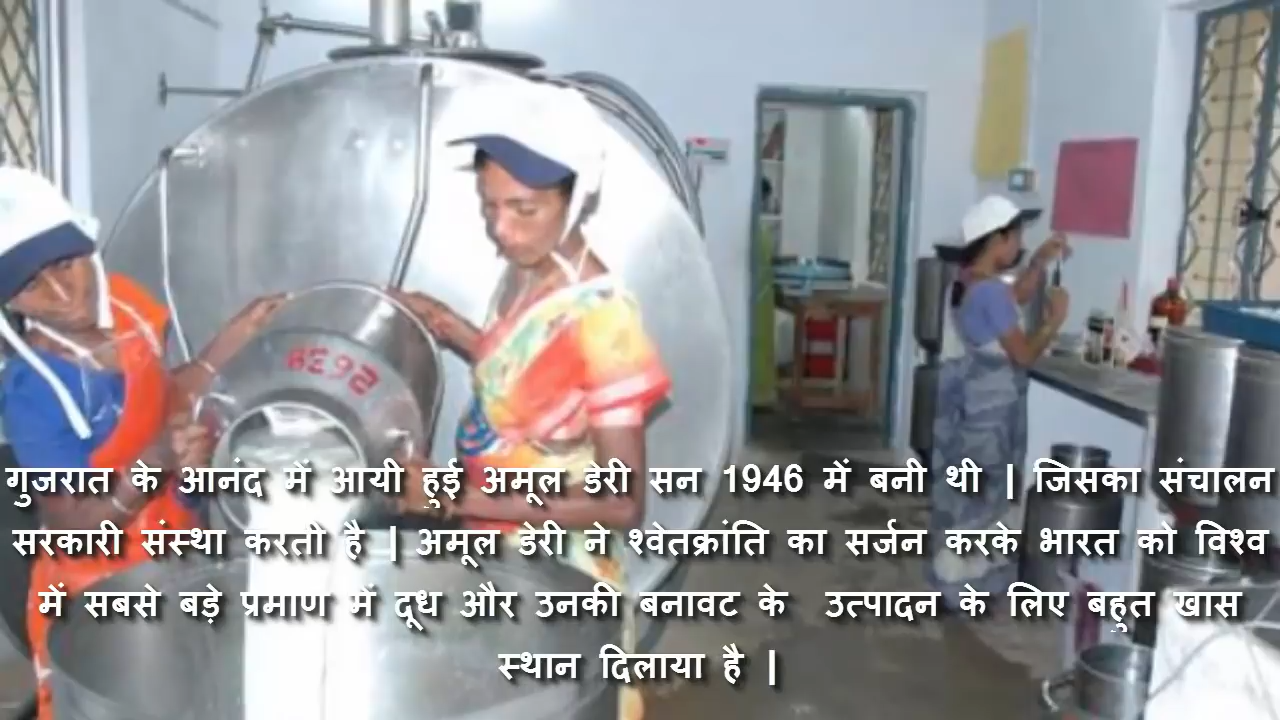 8E9S
गुजरात के आनंद में आयी हुई अमूल डेरी सन 1946 में बनी थी | जिसका संचालन
सरकारी संस्था करती है | अमूल डेरी ने श्वेतक्रांति का सर्जन करके भारत को विश्व
में सबसे बड़े प्रमाण में दूध और उनकी बनावट के उत्पादन के लिए बहुत खास
स्थान दिलाया है |